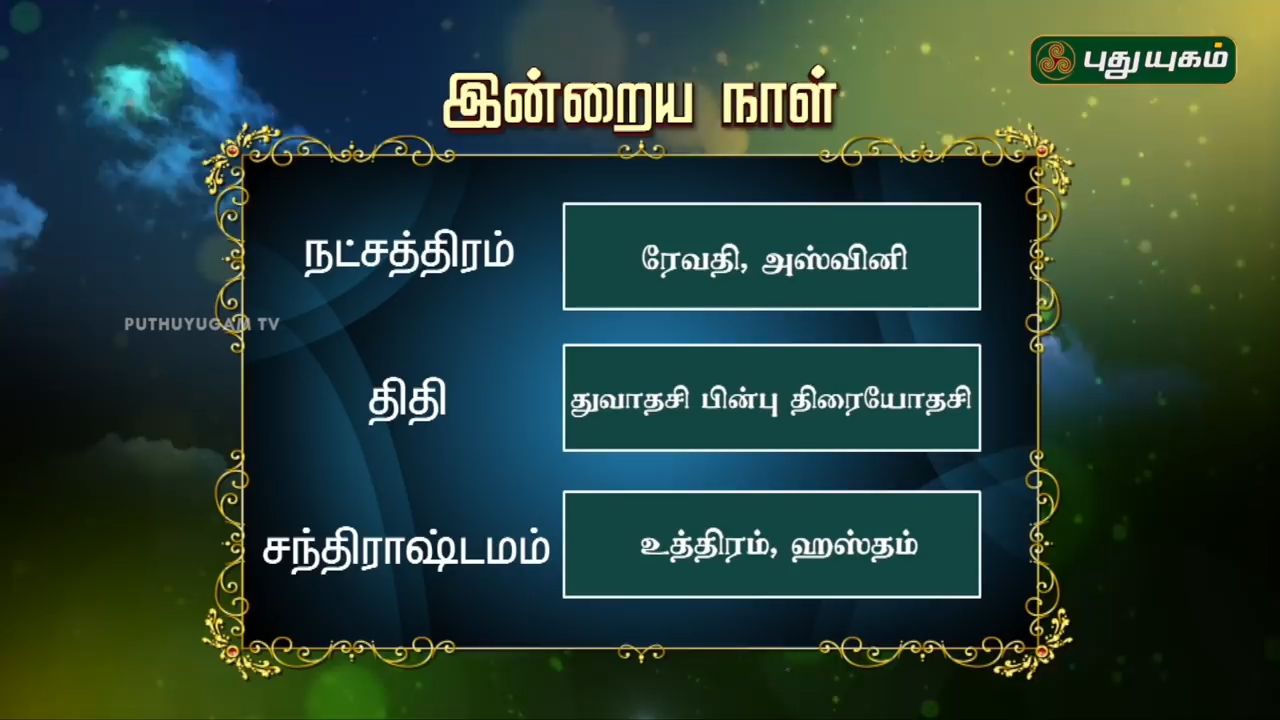 புதுயுகம்
இன்றைய நாள்
நட்சத்திரம்
ரேவதி, அஸ்வினி
PUTHUYUGAM TV
திதி
துவாதசி பின்பு திரையோதசி
சந்திராஷ்டமம்
உத்திரம், ஹஸ்தம்